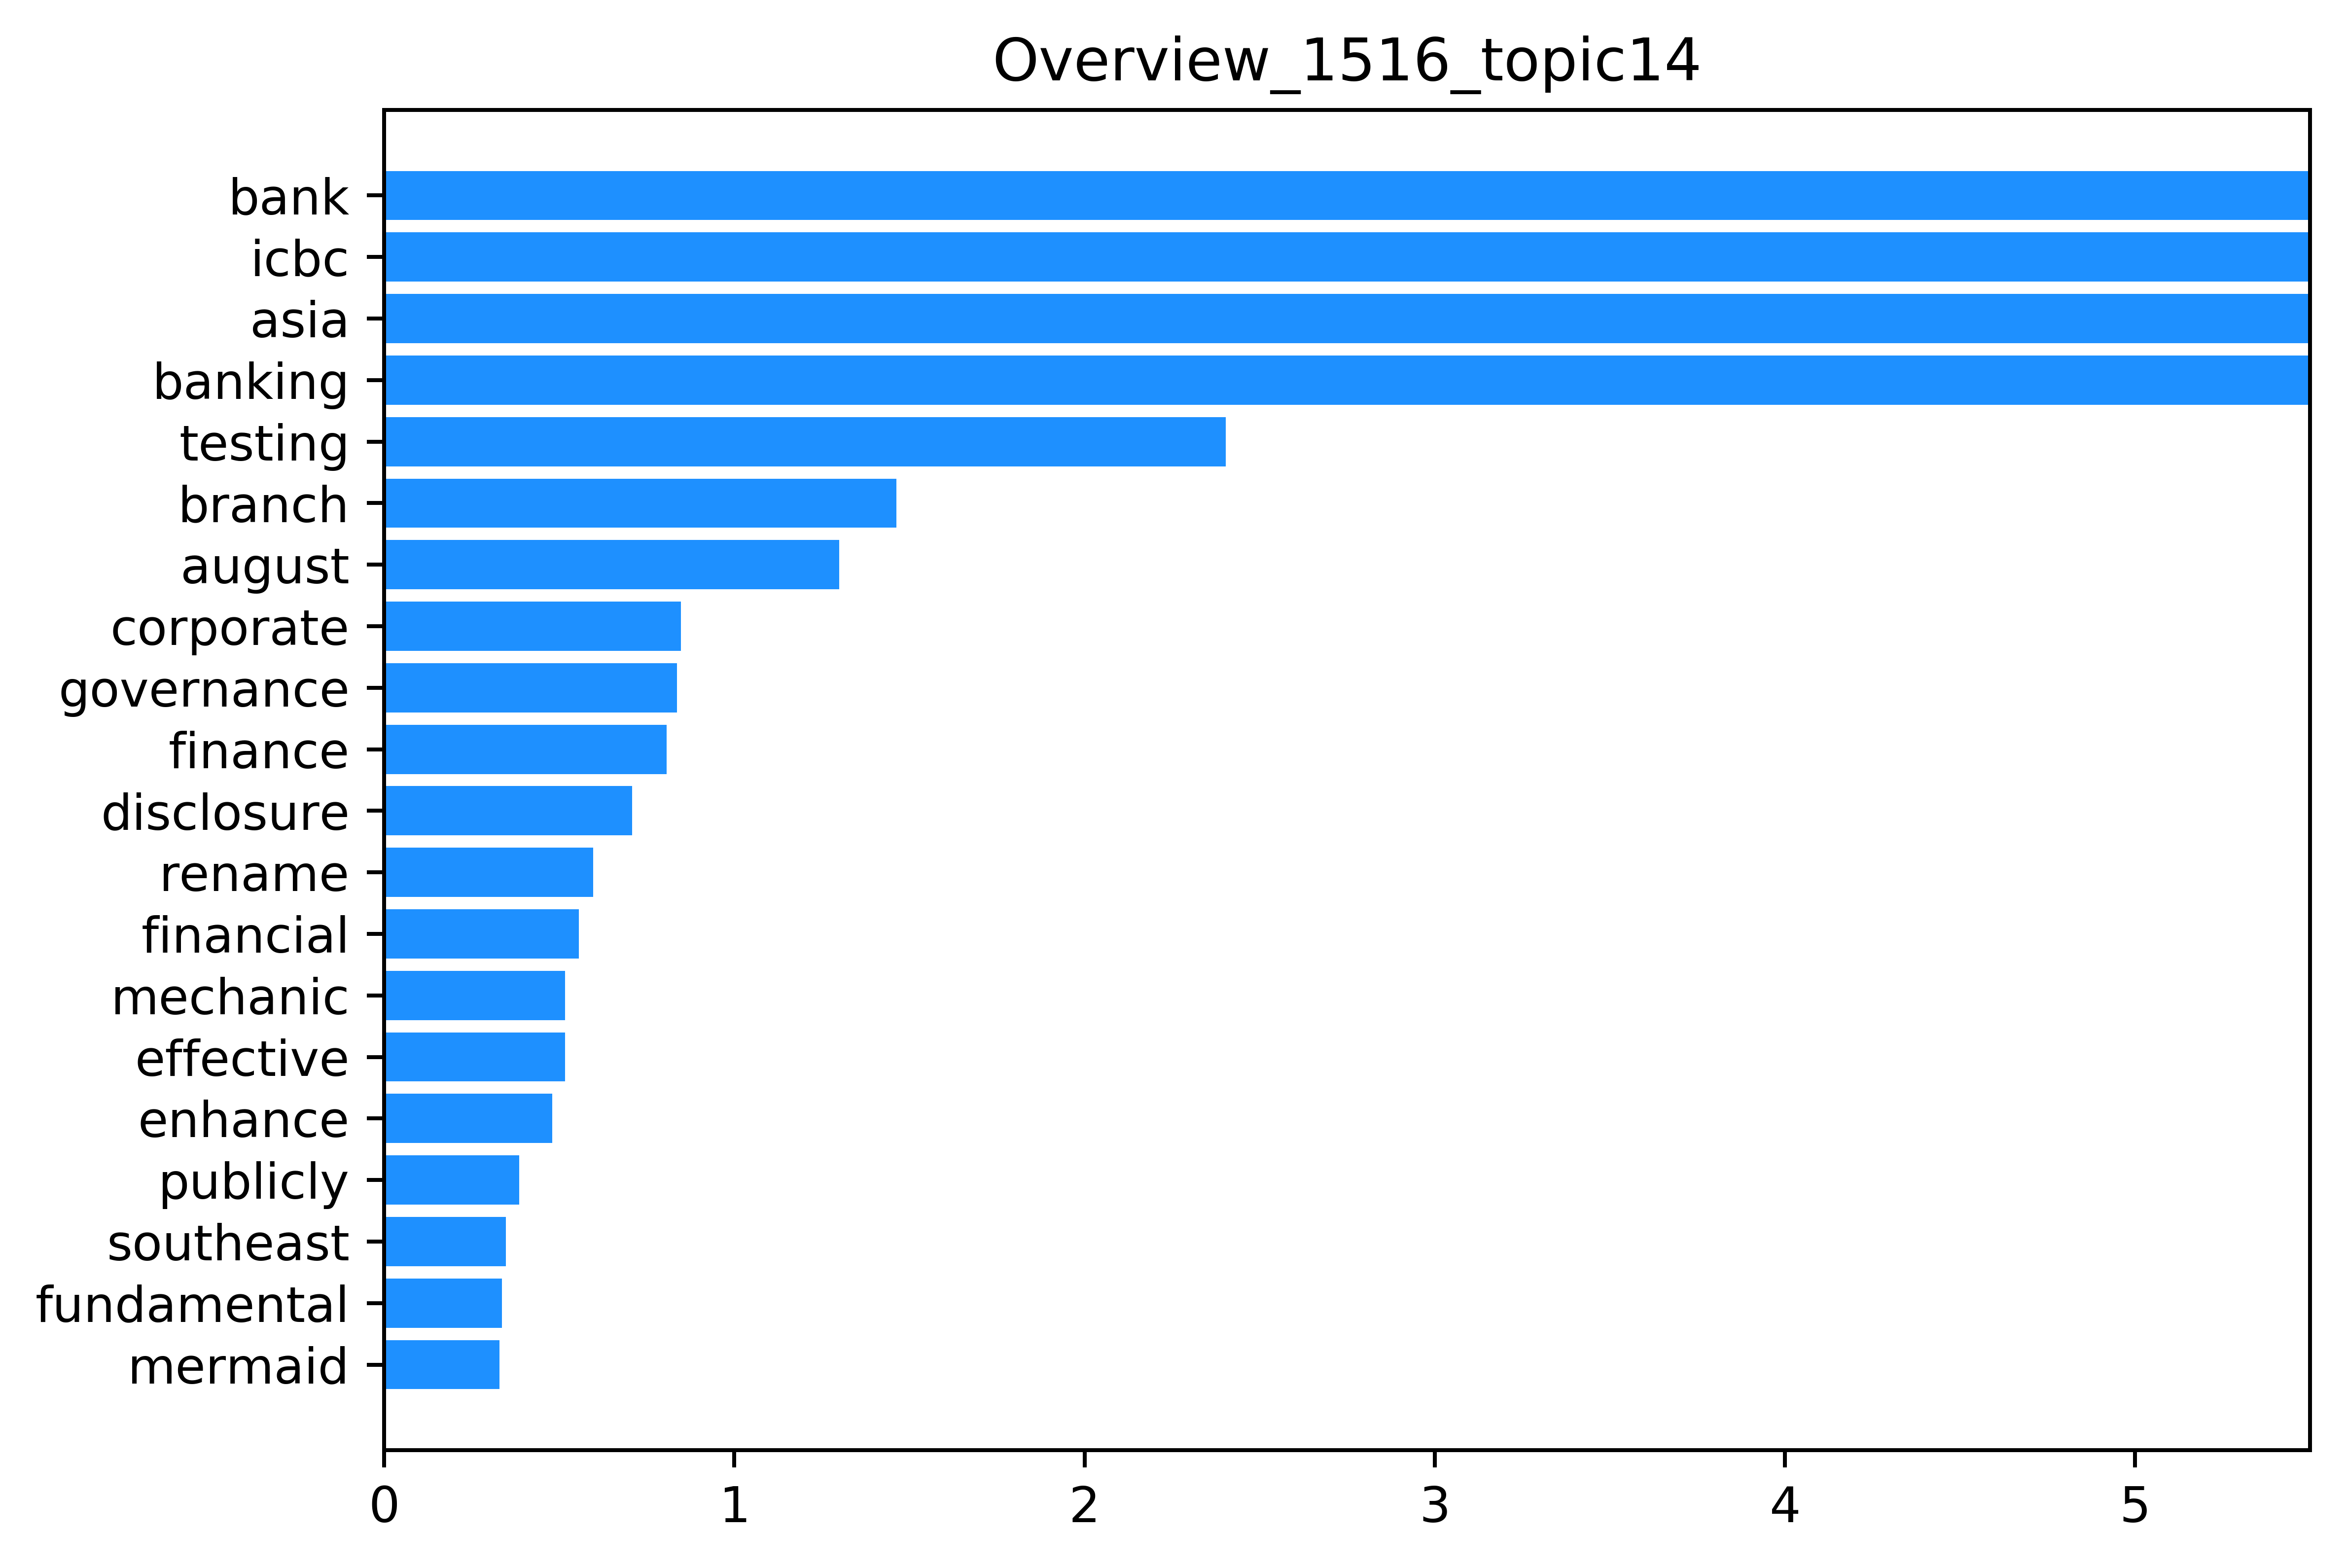 Overview_1516_topic14
bank
icbc
asia
banking
testing
branch
august
corporate
governance
finance
disclosure
rename
financial
mechanic
effective
enhance
publicly
southeast
fundamental
mermaid
0 1 2 3 4 5